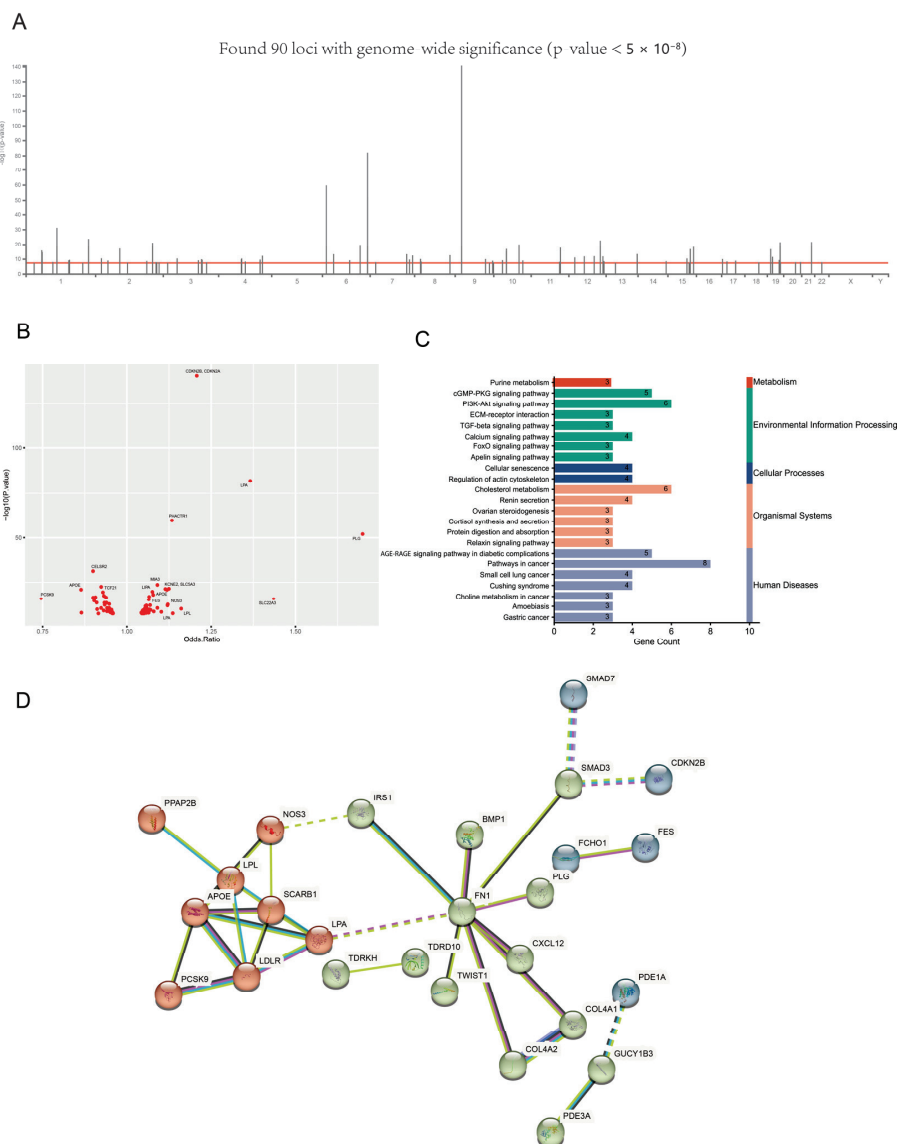 A
Found 90 loci with genome wide significance (p value < 5 × 10⁻⁸)
140
130
120
110
100
90
80
70
60
50
40
30
20
10
0
1 2 3 4 5 6 7 8 9 10 11 12 13 14 15 16 17 18 19 20 21 22 X Y
B
−log10(P.value)
100
50
CDKN2B, CDKN2A
LPA
PHACTR1
PLG
CELSR2
APOE
TCF21
MIA3
KCNE2, SLC5A3
LIPA
APOE
FES
NOS3
LPL
LPA
PCSK9
SLC22A3
0.75 1.00 1.25 1.50
Odds.Ratio
C
Purine metabolism 3
cGMP-PKG signaling pathway 5
PI3K-Akt signaling pathway 6
ECM-receptor interaction 3
TGF-beta signaling pathway 3
Calcium signaling pathway 4
FoxO signaling pathway 3
Apelin signaling pathway 3
Cellular senescence 4
Regulation of actin cytoskeleton 4
Cholesterol metabolism 6
Renin secretion 4
Ovarian steroidogenesis 3
Cortisol synthesis and secretion 3
Protein digestion and absorption 3
Relaxin signaling pathway 3
AGE-RAGE signaling pathway in diabetic complications 5
Pathways in cancer 8
Small cell lung cancer 4
Cushing syndrome 4
Choline metabolism in cancer 3
Amoebiasis 3
Gastric cancer 3
0 2 4 6 8 10
Gene Count
Metabolism
Environmental Information Processing
Cellular Processes
Organismal Systems
Human Diseases
D
SMAD7
SMAD3
CDKN2B
PPAP2B
NOS3
IRS1
BMP1
FCHO1
FES
LPL
PLG
APOE
SCARB1
FN1
LPA
CXCL12
TDRD10
TDRKH
LDLR
PCSK9
TWIST1
PDE1A
COL4A1
COL4A2
GUCY1B3
PDE3A